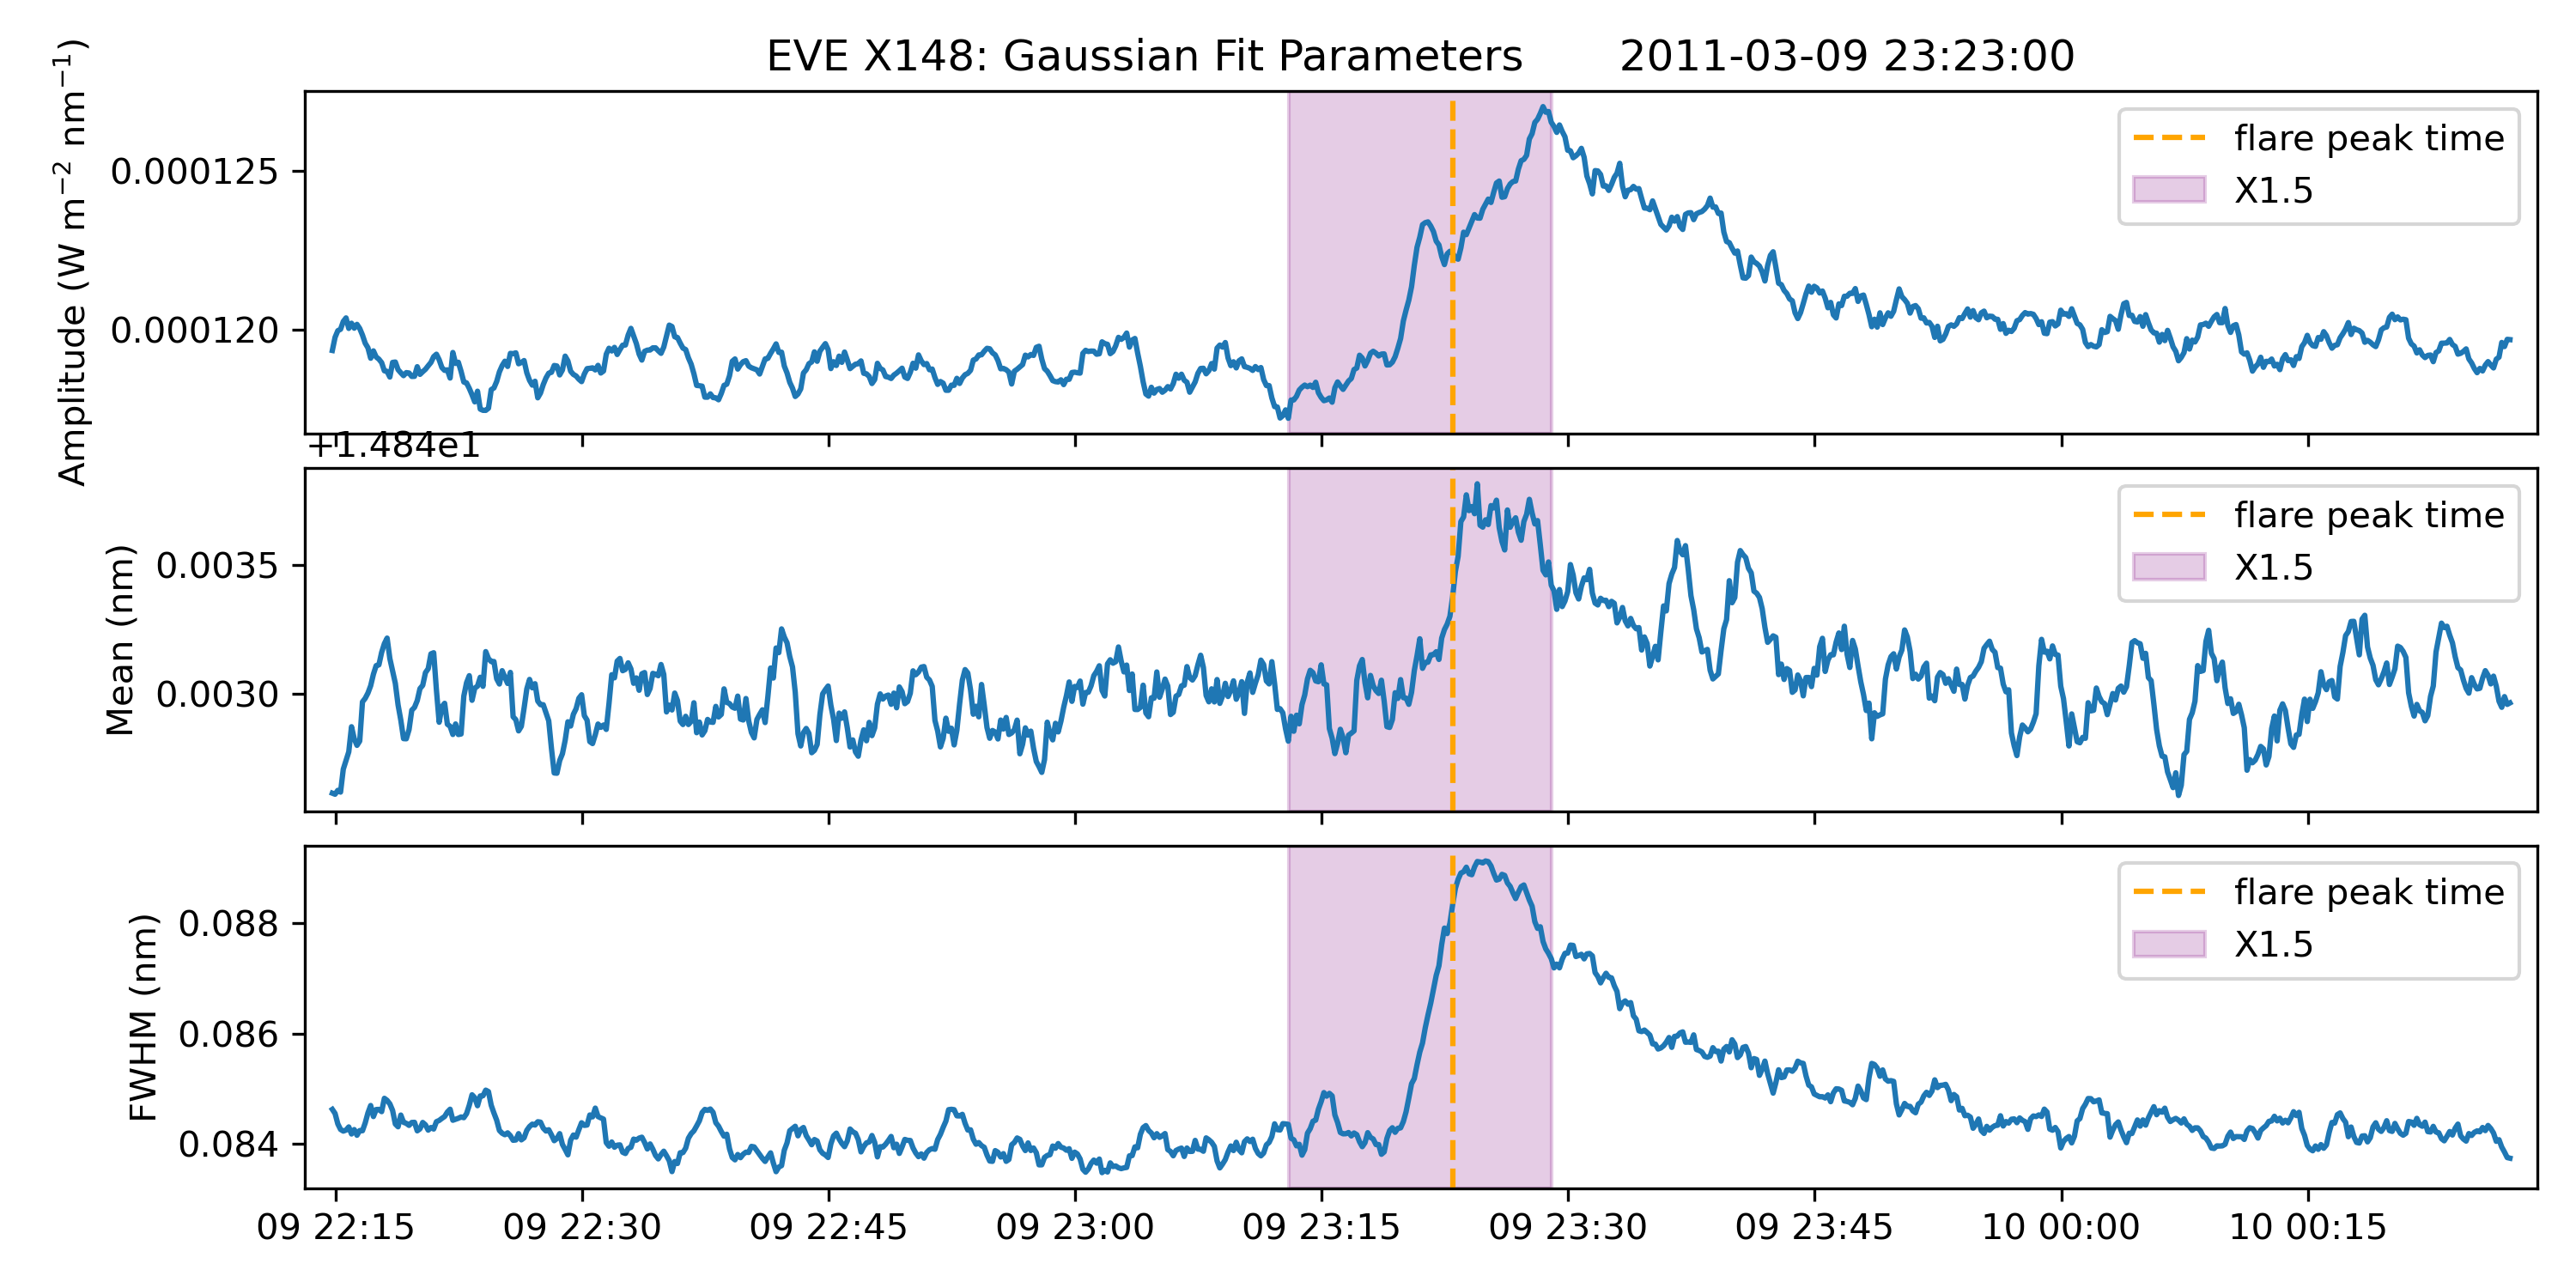 EVE X148: Gaussian Fit Parameters 2011-03-09 23:23:00
Amplitude (W m⁻² nm⁻¹)
0.000125
0.000120
flare peak time
X1.5
+1.484e1
Mean (nm)
0.0035
0.0030
flare peak time
X1.5
FWHM (nm)
0.088
0.086
0.084
flare peak time
X1.5
09 22:15 09 22:30 09 22:45 09 23:00 09 23:15 09 23:30 09 23:45 10 00:00 10 00:15